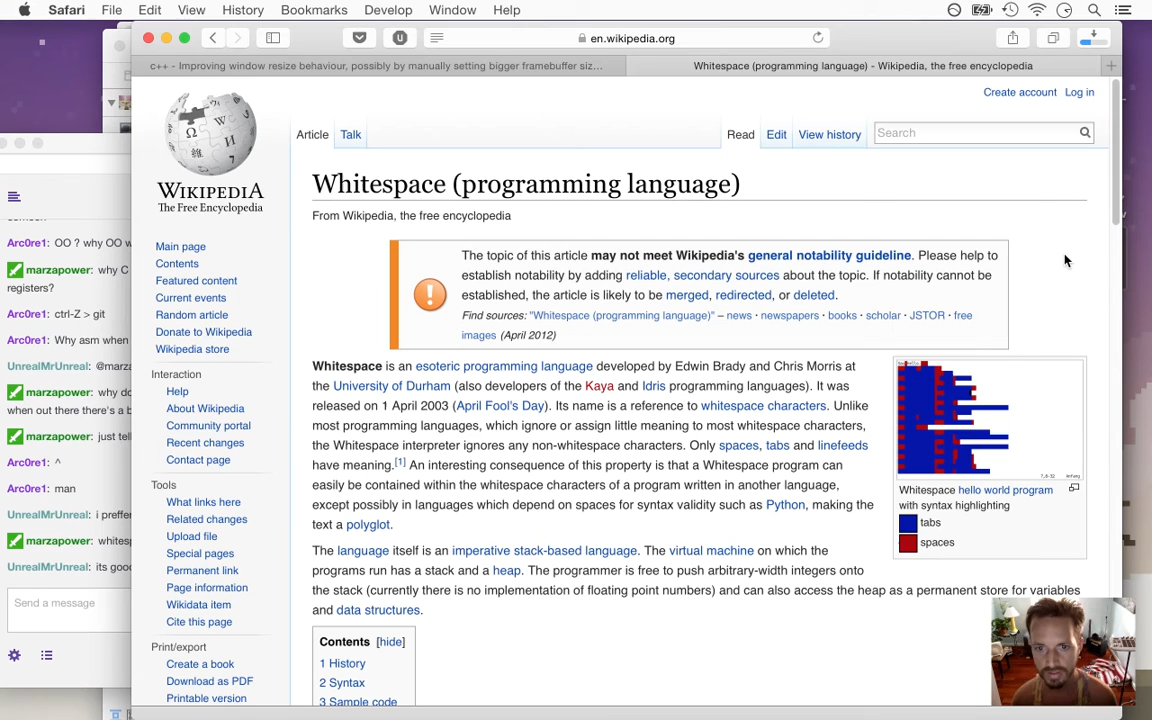 Safari File Edit View History Bookmarks Develop Window Help
en.wikipedia.org
c++ - Improving window resize behaviour, possibly by manually setting bigger framebuffer siz...
Whitespace (programming language) - Wikipedia, the free encyclopedia
Create account Log in
Article Talk Read Edit View history Search
WIKIPEDIA
The Free Encyclopedia
Main page
Contents
Featured content
Current events
Random article
Donate to Wikipedia
Wikipedia store
Interaction
Help
About Wikipedia
Community portal
Recent changes
Contact page
Tools
What links here
Related changes
Upload file
Special pages
Permanent link
Page information
Wikidata item
Cite this page
Print/export
Create a book
Download as PDF
Printable version
Whitespace (programming language)
From Wikipedia, the free encyclopedia
The topic of this article may not meet Wikipedia's general notability guideline. Please help to
establish notability by adding reliable, secondary sources about the topic. If notability cannot be
established, the article is likely to be merged, redirected, or deleted.
Find sources: "Whitespace (programming language)" – news · newspapers · books · scholar · JSTOR · free
images (April 2012)
Whitespace is an esoteric programming language developed by Edwin Brady and Chris Morris at
the University of Durham (also developers of the Kaya and Idris programming languages). It was
released on 1 April 2003 (April Fool's Day). Its name is a reference to whitespace characters. Unlike
most programming languages, which ignore or assign little meaning to most whitespace characters,
the Whitespace interpreter ignores any non-whitespace characters. Only spaces, tabs and linefeeds
have meaning.[1] An interesting consequence of this property is that a Whitespace program can
easily be contained within the whitespace characters of a program written in another language,
except possibly in languages which depend on spaces for syntax validity such as Python, making the
text a polyglot.
The language itself is an imperative stack-based language. The virtual machine on which the
programs run has a stack and a heap. The programmer is free to push arbitrary-width integers onto
the stack (currently there is no implementation of floating point numbers) and can also access the heap as a permanent store for variables
and data structures.
Whitespace hello world program
with syntax highlighting
tabs
spaces
Contents [hide]
1 History
2 Syntax
3 Sample code
Arc0re1: OO ? why OO w
marzapower: why C
registers?
Arc0re1: ctrl-Z > git
Arc0re1: Why asm when
UnrealMrUnreal: @marza
marzapower: why do
when out there there's a b
marzapower: just tel
Arc0re1: ^
Arc0re1: man
UnrealMrUnreal: i preffer
marzapower: whites
UnrealMrUnreal: its good
Send a message